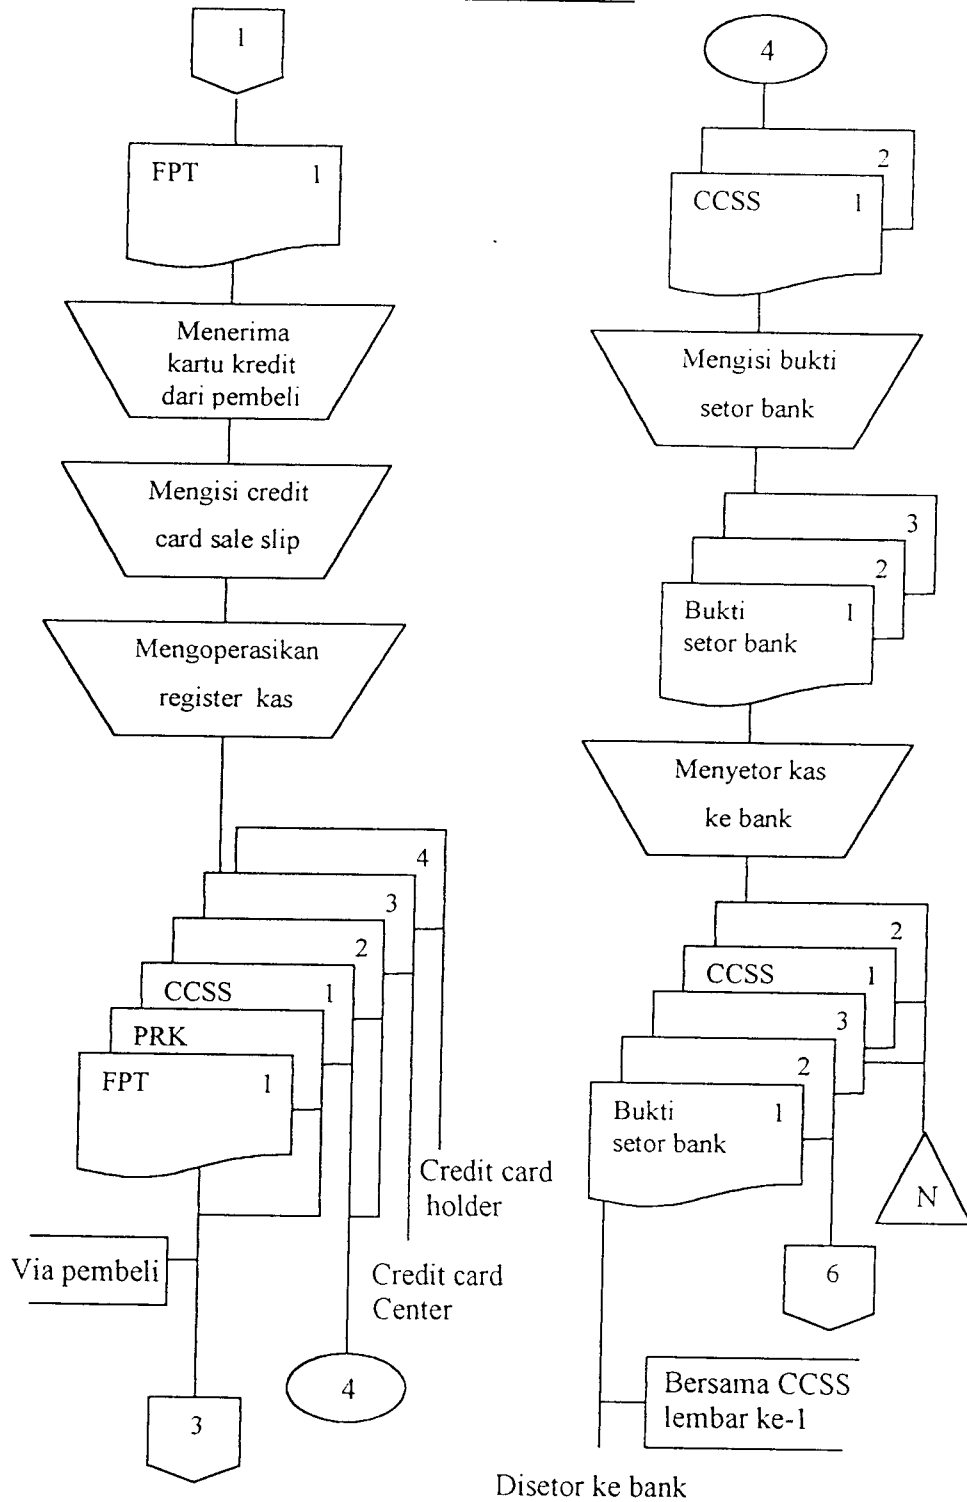 1
FPT 1
Menerima
kartu kredit
dari pembeli
Mengisi credit
card sale slip
Mengoperasikan
register kas
4
3
2
CCSS 1
PRK
FPT 1
Credit card
holder
Via pembeli
Credit card
Center
4
3
4
2
CCSS 1
Mengisi bukti
setor bank
3
2
Bukti 1
setor bank
Menyetor kas
ke bank
2
CCSS 1
3
2
Bukti 1
setor bank
N
6
Bersama CCSS
lembar ke-1
Disetor ke bank